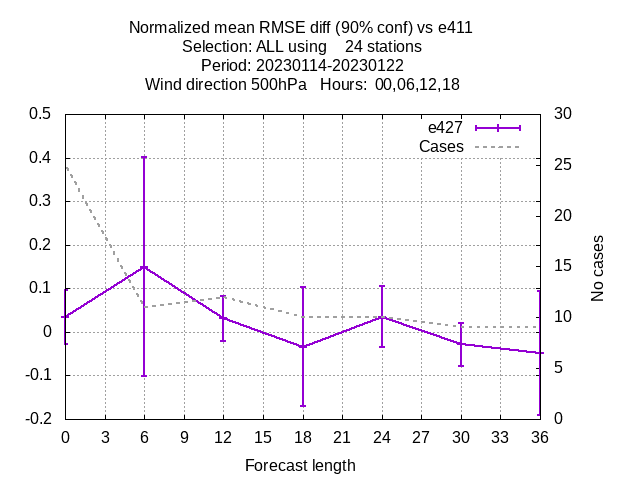 Normalized mean RMSE diff (90% conf) vs e411
Selection: ALL using    24 stations
Period: 20230114-20230122
Wind direction 500hPa   Hours:  00,06,12,18
0.5
0.4
0.3
0.2
0.1
0
-0.1
-0.2
e427
Cases
30
25
20
15
10
5
0
No cases
0 3 6 9 12 15 18 21 24 27 30 33 36
Forecast length